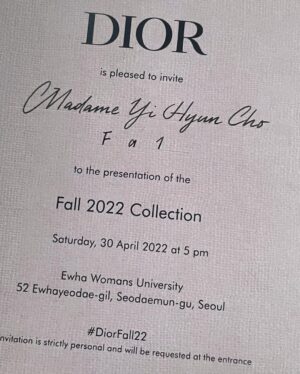 DIOR
is pleased to invite
Madame Yi Hyun Cho
F a 1
to the presentation of the
Fall 2022 Collection
Saturday, 30 April 2022 at 5 pm
Ewha Womans University
52 Ewhayeodae-gil, Seodaemun-gu, Seoul
#DiorFall22
nvitation is strictly personal and will be requested at the entrance